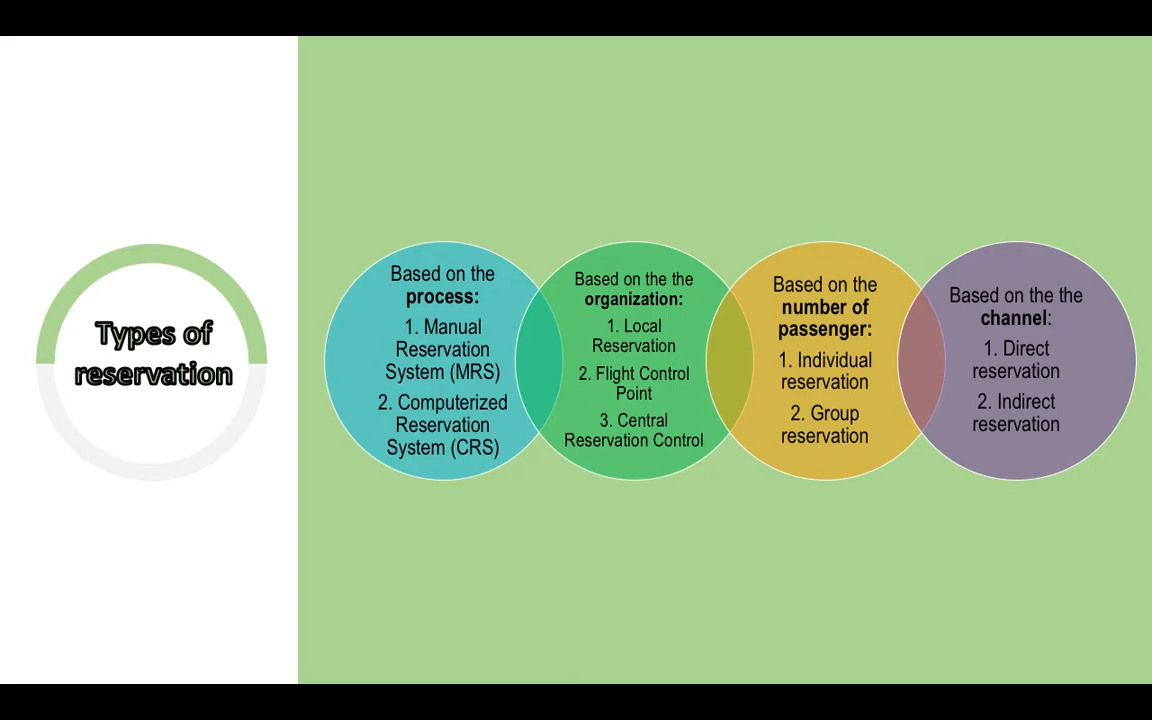 Types of
reservation
Based on the
process:
1. Manual
Reservation
System (MRS)
2. Computerized
Reservation
System (CRS)
Based on the the
organization:
1. Local
Reservation
2. Flight Control
Point
3. Central
Reservation Control
Based on the
number of
passenger:
1. Individual
reservation
2. Group
reservation
Based on the the
channel:
1. Direct
reservation
2. Indirect
reservation